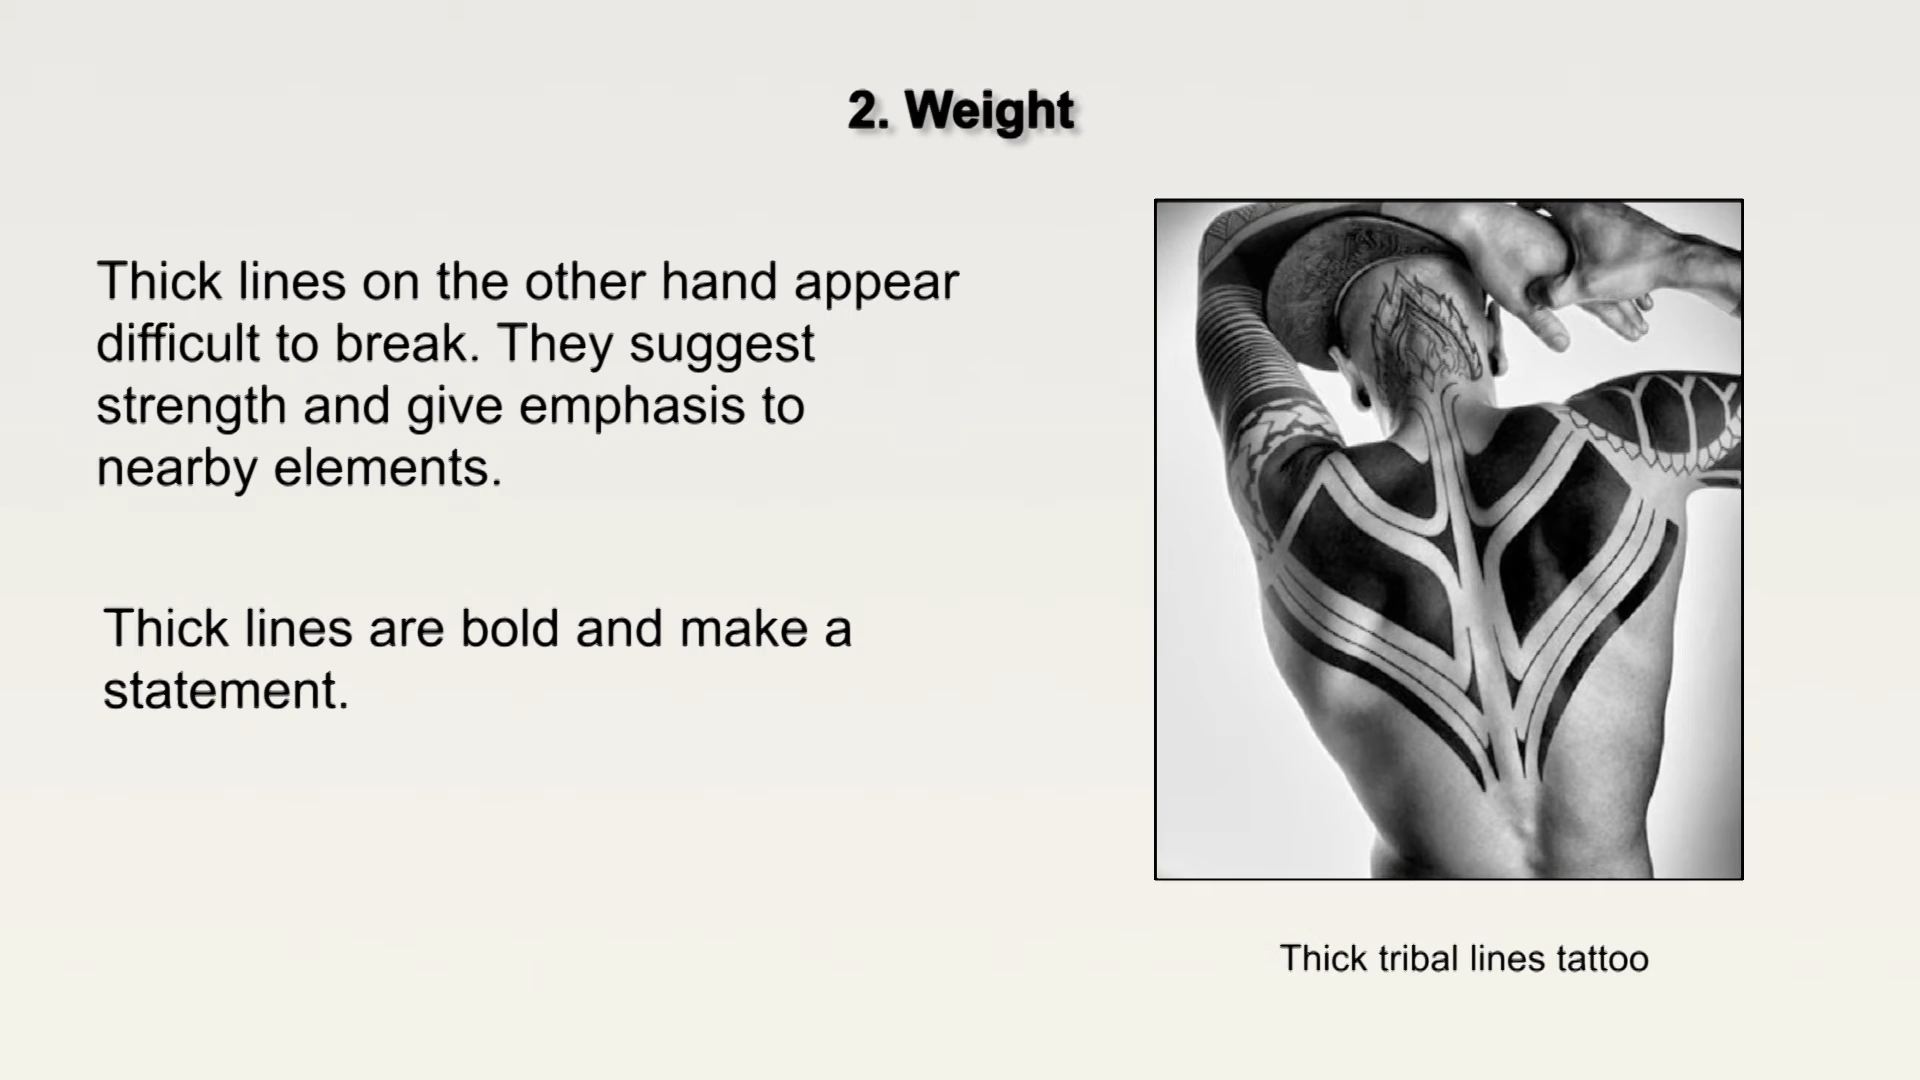 2. Weight
Thick lines on the other hand appear
difficult to break. They suggest
strength and give emphasis to
nearby elements.
Thick lines are bold and make a
statement.
Thick tribal lines tattoo